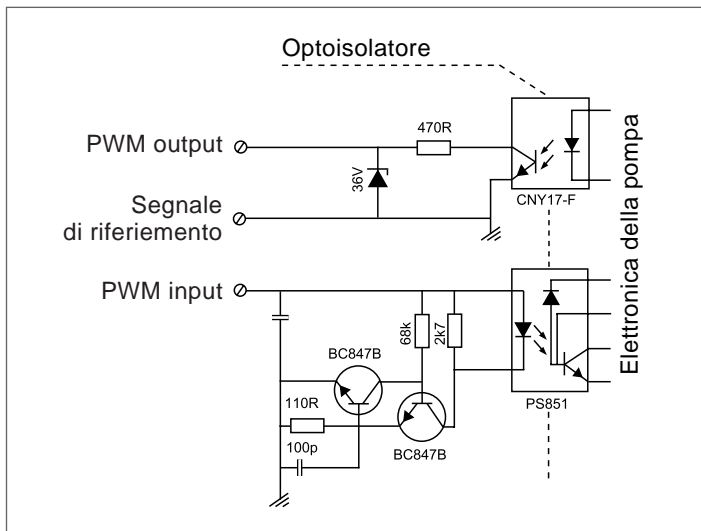 Optoisolatore
470R
PWM output
36V
Segnale
di riferiemento
CNY17-F
PWM input
68k
2k7
BC847B
110R
100p
BC847B
PS851
Elettronica della pompa